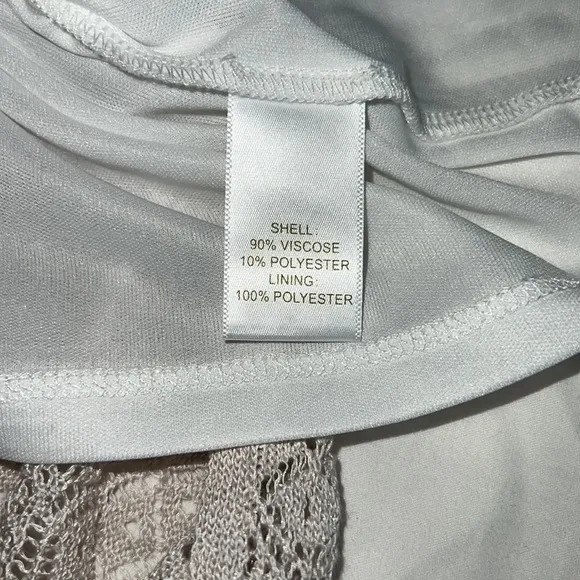 SHELL:
90% VISCOSE
10% POLYESTER
LINING:
100% POLYESTER